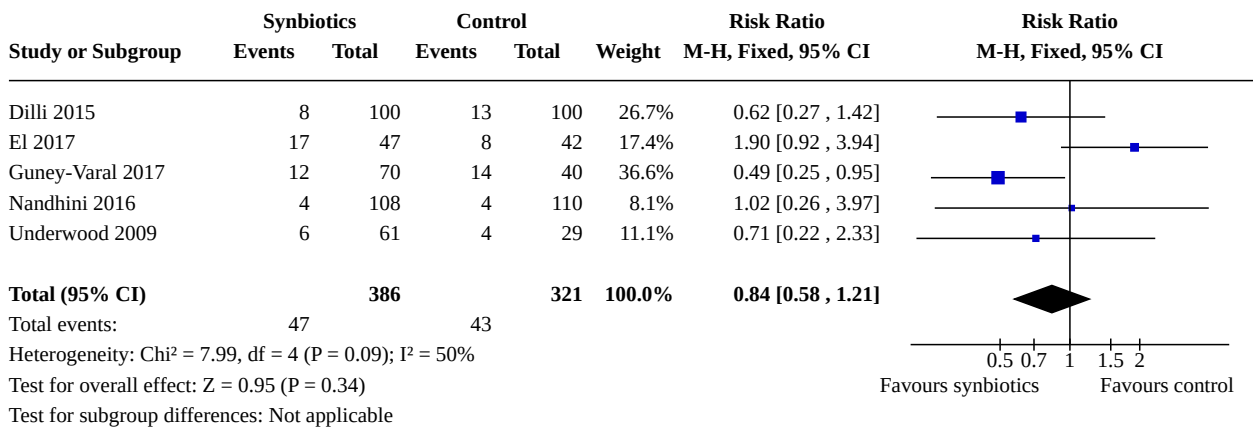 Synbiotics Control Risk Ratio Risk Ratio
Study or Subgroup Events Total Events Total Weight M-H, Fixed, 95% CI M-H, Fixed, 95% CI
Dilli 2015 8 100 13 100 26.7% 0.62 [0.27 , 1.42]
El 2017 17 47 8 42 17.4% 1.90 [0.92 , 3.94]
Guney-Varal 2017 12 70 14 40 36.6% 0.49 [0.25 , 0.95]
Nandhini 2016 4 108 4 110 8.1% 1.02 [0.26 , 3.97]
Underwood 2009 6 61 4 29 11.1% 0.71 [0.22 , 2.33]
Total (95% CI) 386 321 100.0% 0.84 [0.58 , 1.21]
Total events: 47 43
Heterogeneity: Chi² = 7.99, df = 4 (P = 0.09); I² = 50%
0.5 0.7 1 1.5 2
Test for overall effect: Z = 0.95 (P = 0.34) Favours synbiotics Favours control
Test for subgroup differences: Not applicable